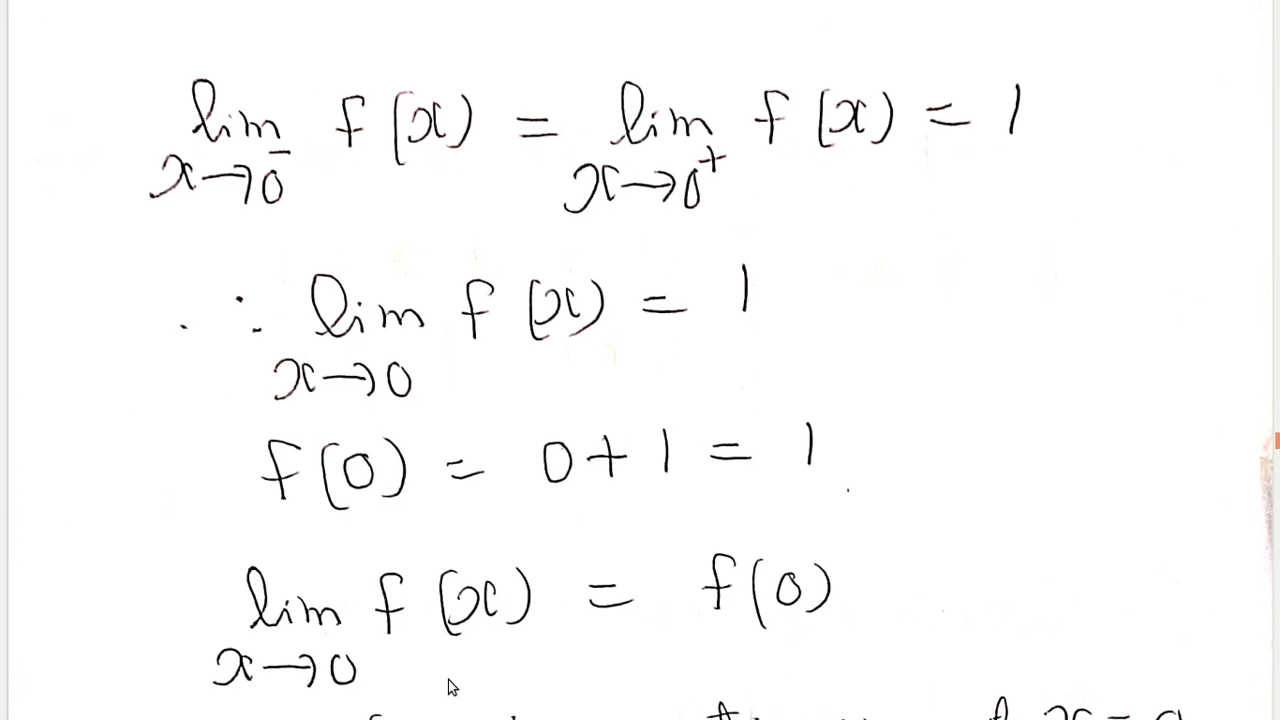 lim f(x) = lim f(x) = 1
x→0⁻ x→0⁺
∴ lim f(x) = 1
x→0
f(0) = 0+1 = 1
lim f(x) = f(0)
x→0